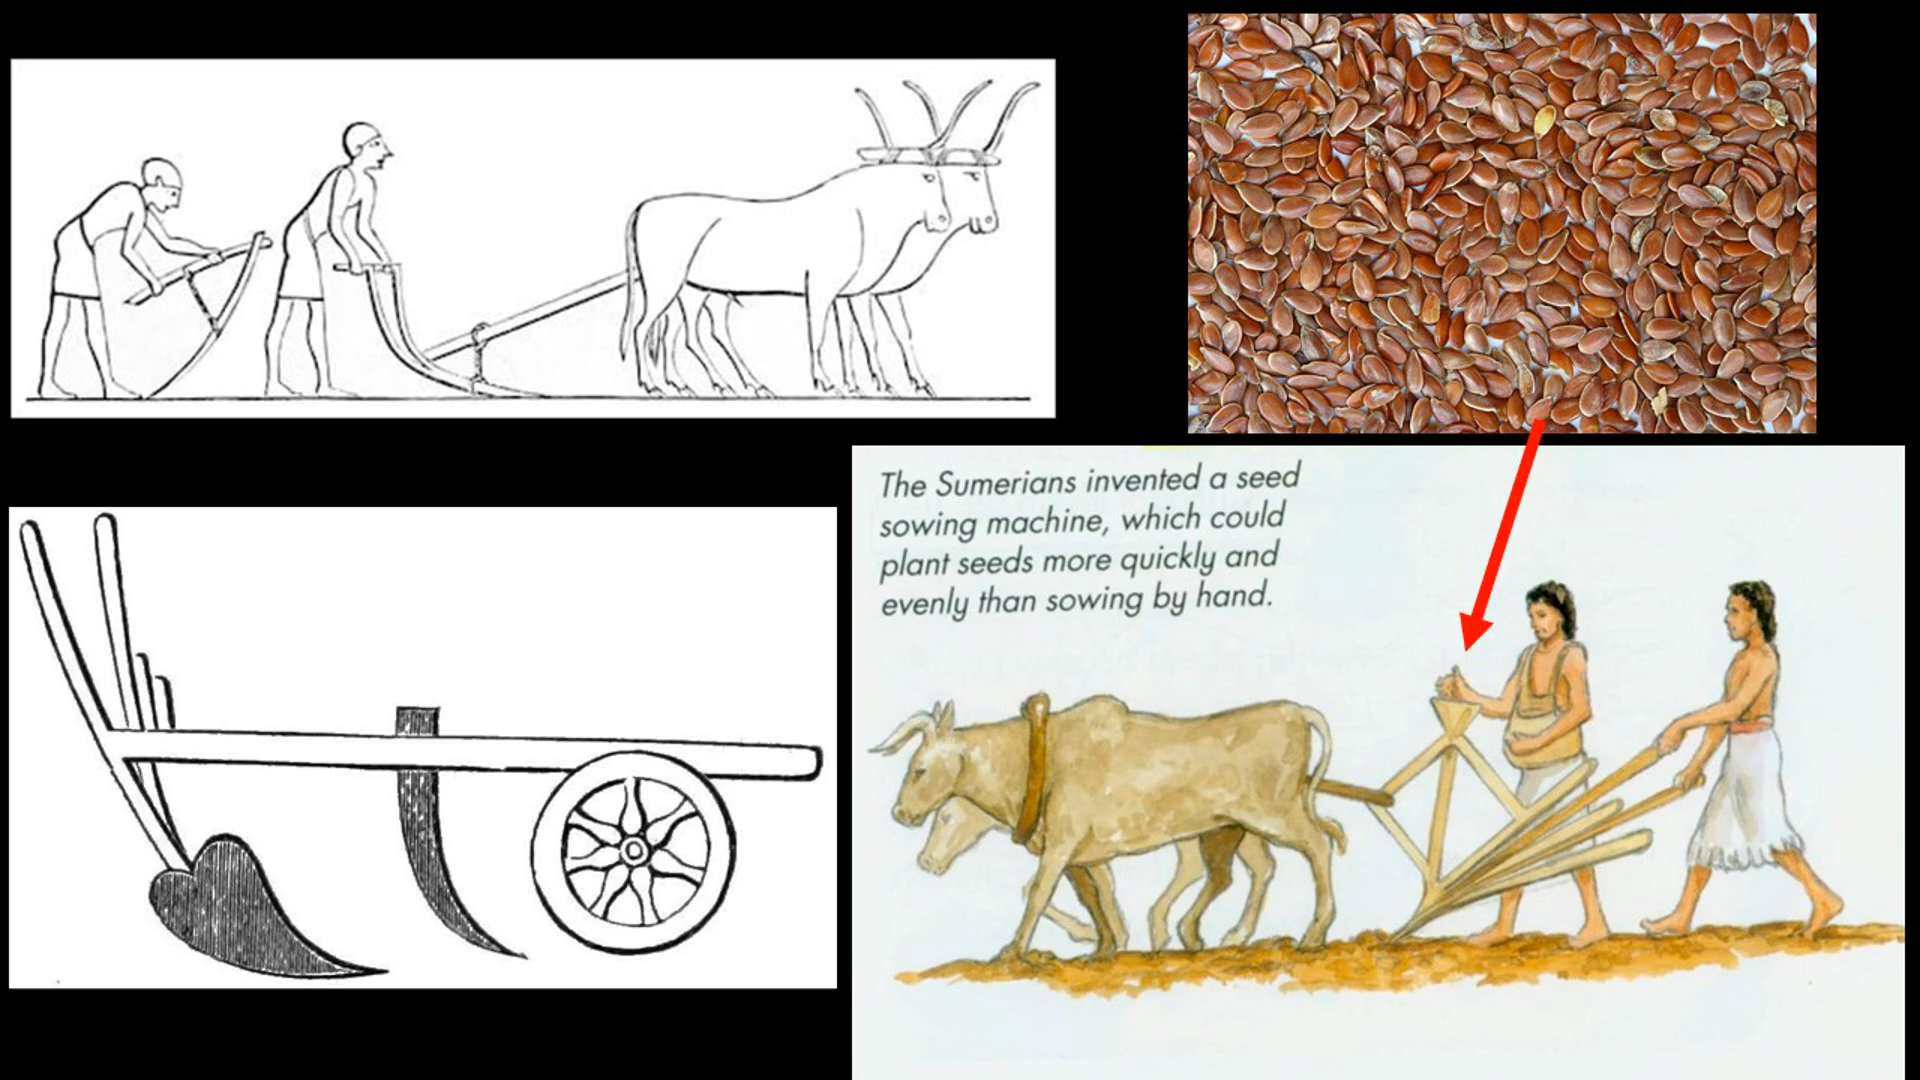 The Sumerians invented a seed
sowing machine, which could
plant seeds more quickly and
evenly than sowing by hand.